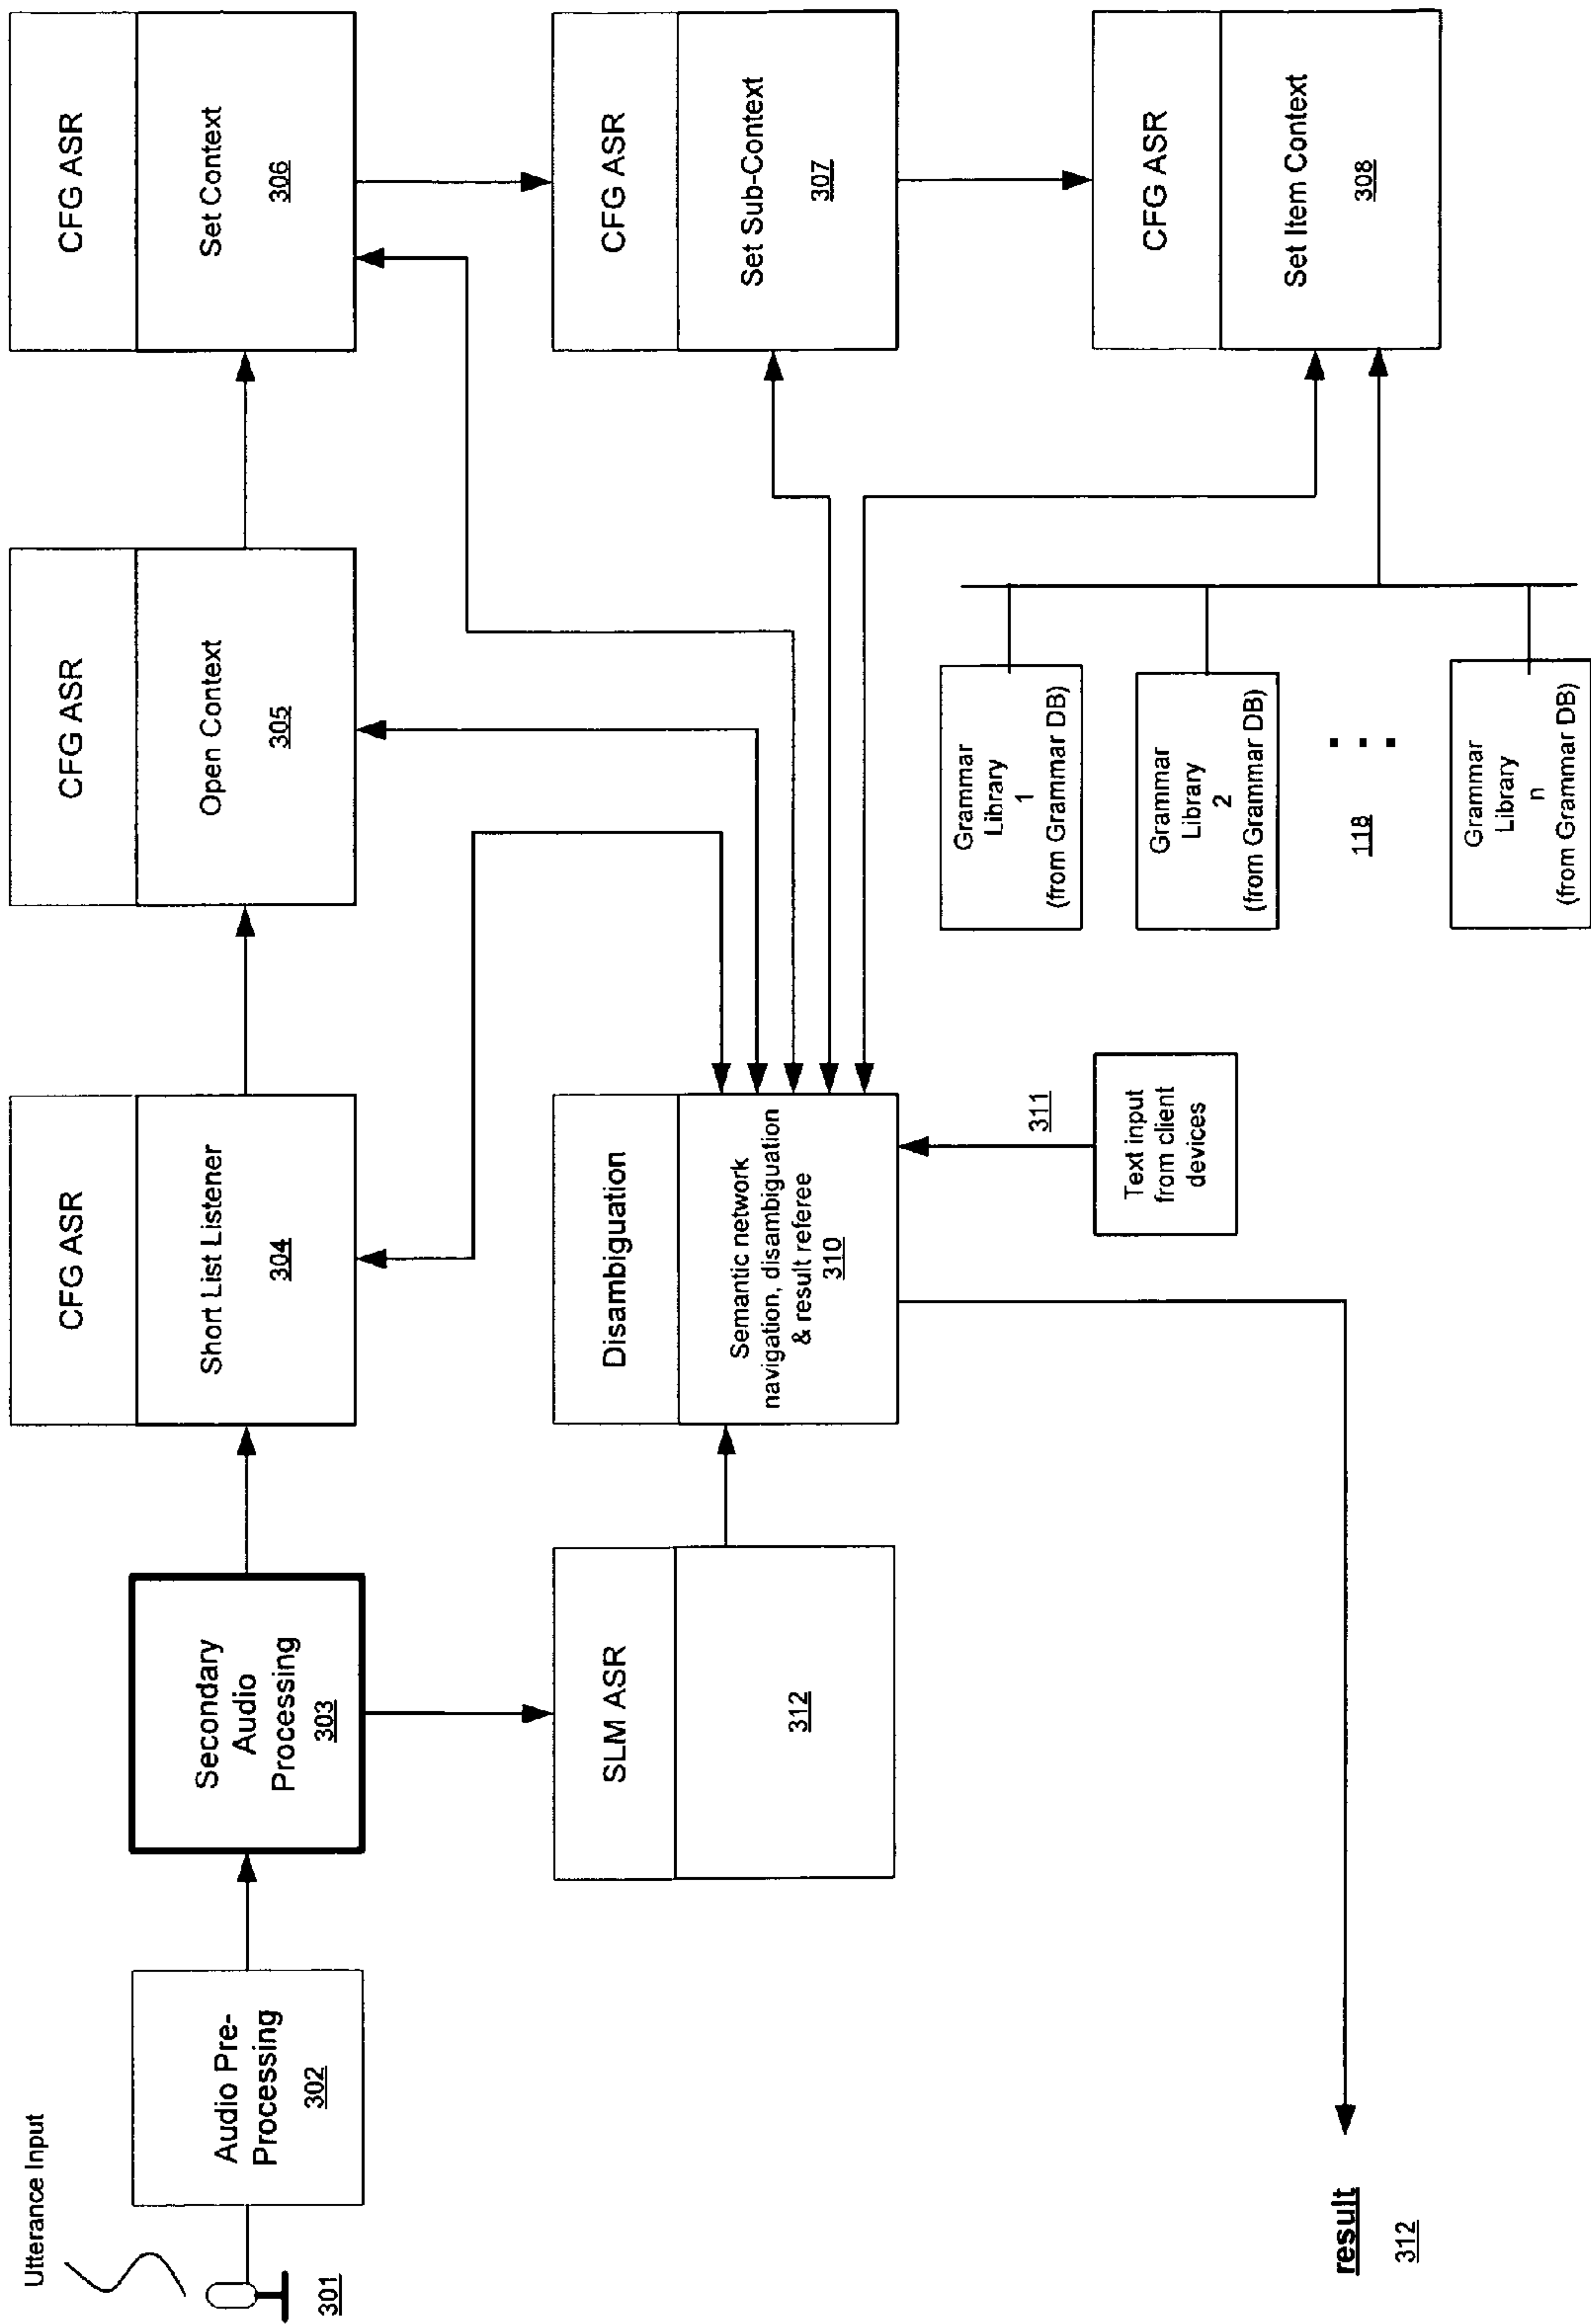 Utterance Input
301
Audio Pre-
Processing
302
Secondary
Audio
Processing
303
CFG ASR
Short List Listener
304
CFG ASR
Open Context
305
CFG ASR
Set Context
306
SLM ASR
312
Disambiguation
Semantic network
navigation, disambiguation
& result referee
310
CFG ASR
Set Sub-Context
307
311
Text input
from client
devices
Grammar
Library
1
(from Grammar DB)
Grammar
Library
2
(from Grammar DB)
118
Grammar
Library
n
(from Grammar DB)
CFG ASR
Set Item Context
308
result
312